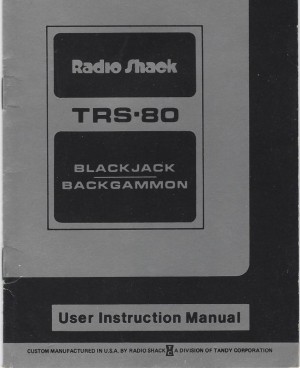 Radio Shack
TRS-80
BLACKJACK
BACKGAMMON
User Instruction Manual
CUSTOM MANUFACTURED IN U.S.A. BY RADIO SHACK A DIVISION OF TANDY CORPORATION